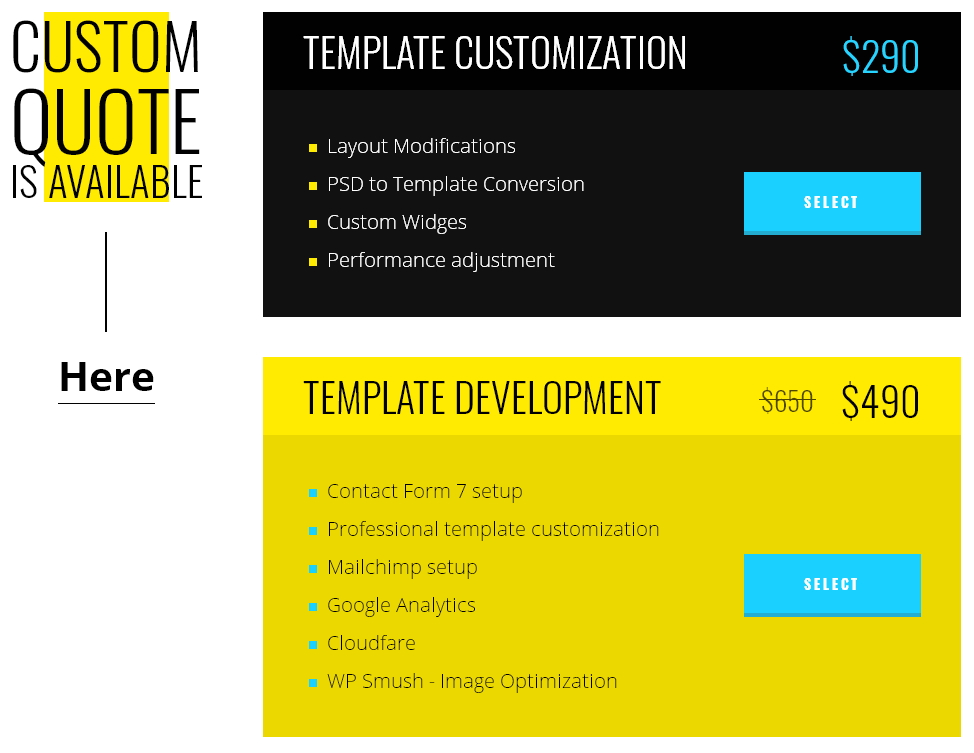 CUSTOM
QUOTE
IS AVAILABLE
Here
TEMPLATE CUSTOMIZATION
$290
Layout Modifications
PSD to Template Conversion
Custom Widges
Performance adjustment
SELECT
TEMPLATE DEVELOPMENT
$650 $490
Contact Form 7 setup
Professional template customization
Mailchimp setup
Google Analytics
Cloudfare
WP Smush - Image Optimization
SELECT